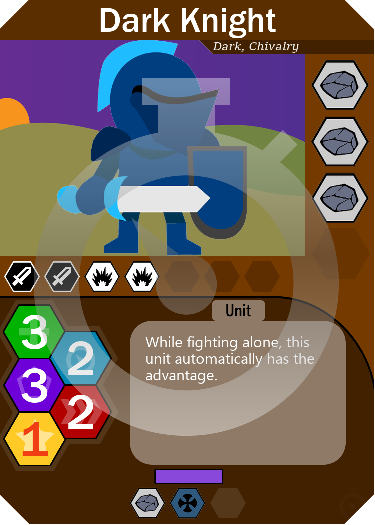 Dark Knight
Dark, Chivalry
Unit
3
2
3
2
1
While fighting alone, this
unit automatically has the
advantage.